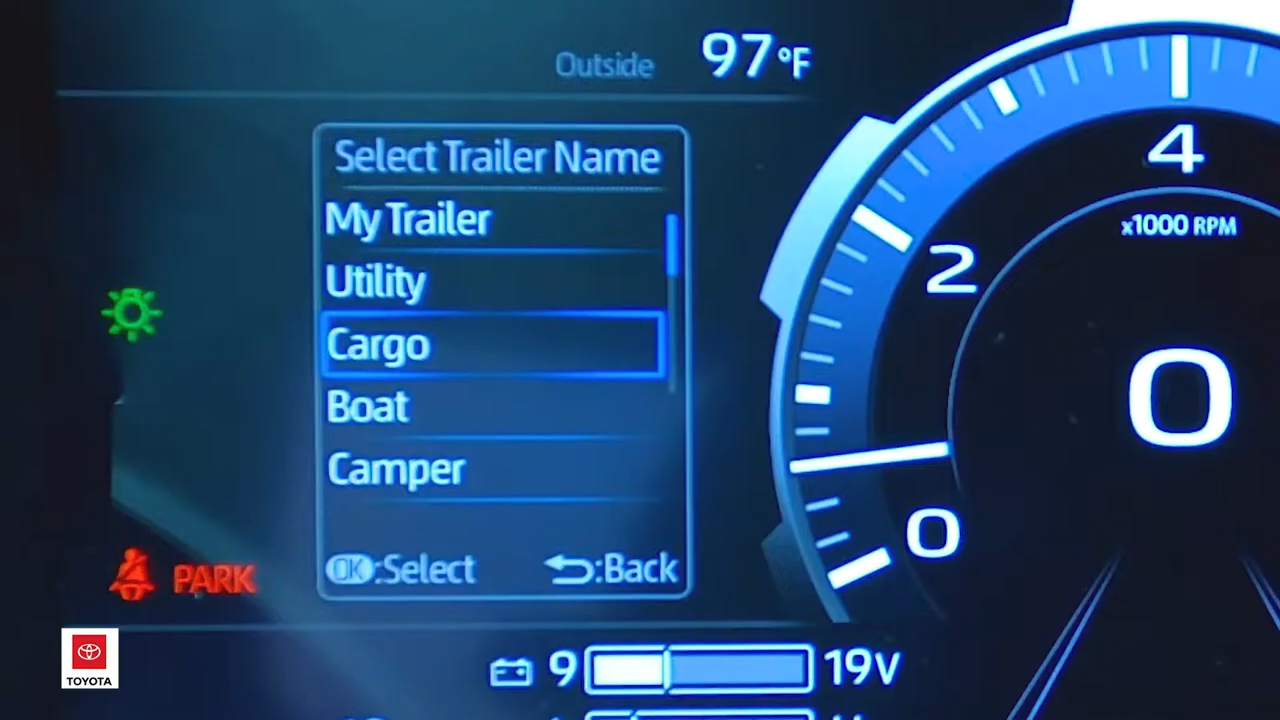 Outside 97°F
Select Trailer Name
My Trailer
Utility
Cargo
Boat
Camper
OK:Select
:Back
PARK
4
x1000 RPM
2
0
0
9
19V
TOYOTA